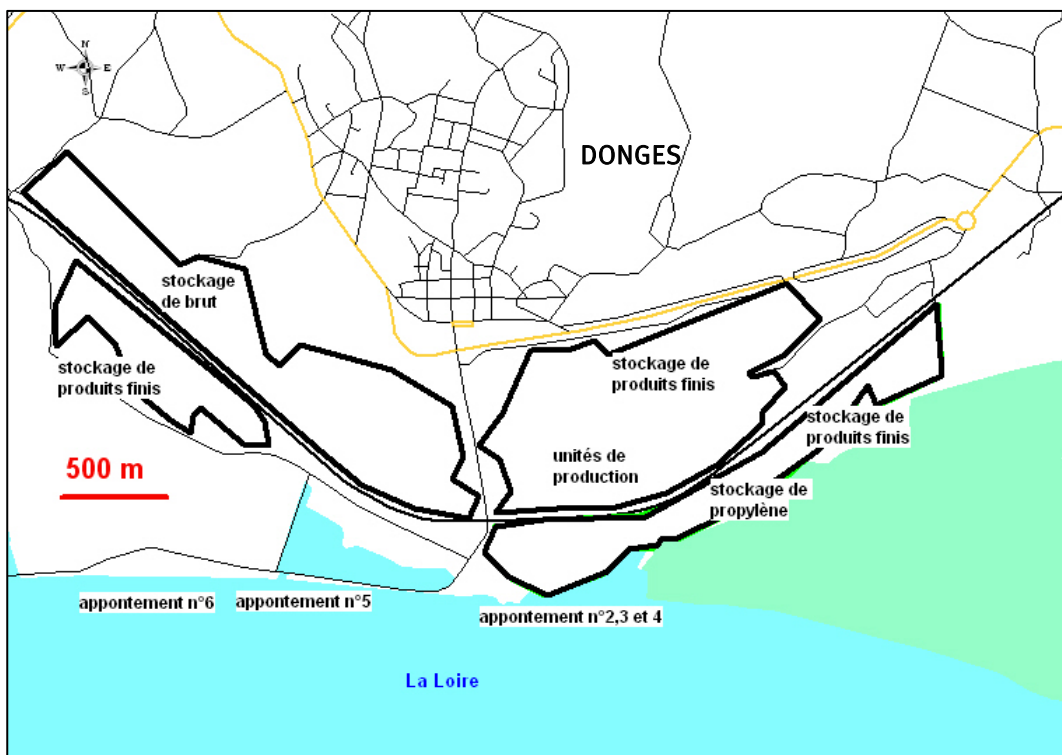 N
W E
S
DONGES
stockage
de brut
stockage de
produits finis
stockage de
produits finis
stockage de
produits finis
unités de
production
stockage de
propylène
500 m
appontement n°6
appontement n°5
appontement n°2,3 et 4
La Loire